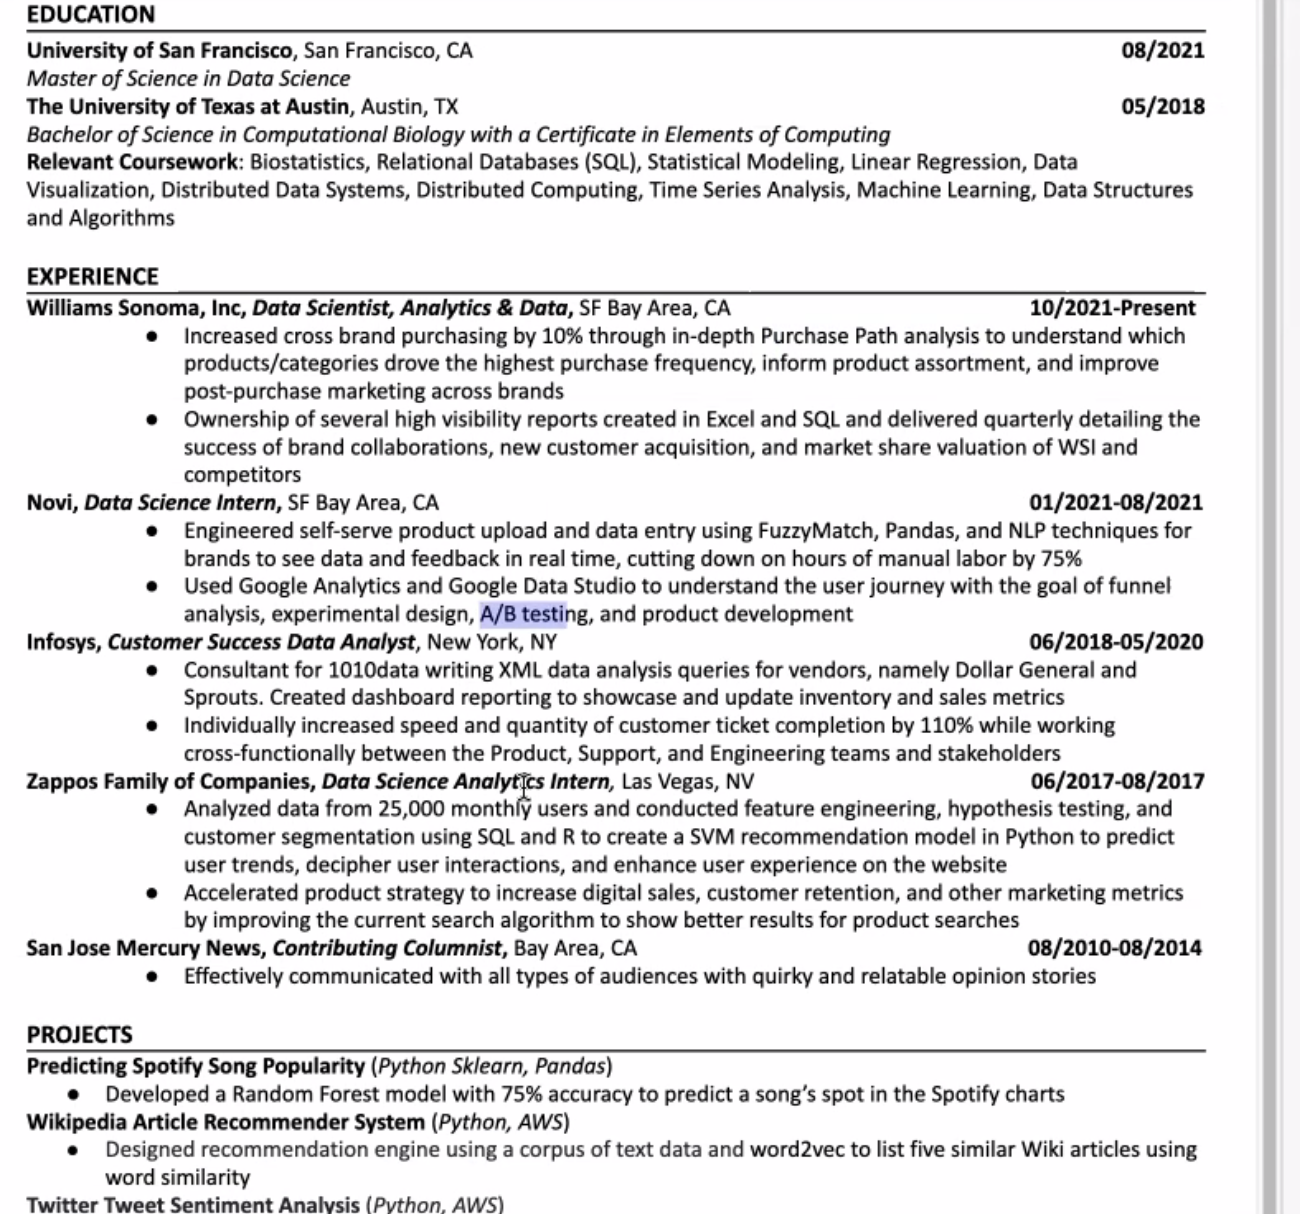 EDUCATION
University of San Francisco, San Francisco, CA 08/2021
Master of Science in Data Science
The University of Texas at Austin, Austin, TX 05/2018
Bachelor of Science in Computational Biology with a Certificate in Elements of Computing
Relevant Coursework: Biostatistics, Relational Databases (SQL), Statistical Modeling, Linear Regression, Data
Visualization, Distributed Data Systems, Distributed Computing, Time Series Analysis, Machine Learning, Data Structures
and Algorithms
EXPERIENCE
Williams Sonoma, Inc, Data Scientist, Analytics & Data, SF Bay Area, CA 10/2021-Present
● Increased cross brand purchasing by 10% through in-depth Purchase Path analysis to understand which
products/categories drove the highest purchase frequency, inform product assortment, and improve
post-purchase marketing across brands
● Ownership of several high visibility reports created in Excel and SQL and delivered quarterly detailing the
success of brand collaborations, new customer acquisition, and market share valuation of WSI and
competitors
Novi, Data Science Intern, SF Bay Area, CA 01/2021-08/2021
● Engineered self-serve product upload and data entry using FuzzyMatch, Pandas, and NLP techniques for
brands to see data and feedback in real time, cutting down on hours of manual labor by 75%
● Used Google Analytics and Google Data Studio to understand the user journey with the goal of funnel
analysis, experimental design, A/B testing, and product development
Infosys, Customer Success Data Analyst, New York, NY 06/2018-05/2020
● Consultant for 1010data writing XML data analysis queries for vendors, namely Dollar General and
Sprouts. Created dashboard reporting to showcase and update inventory and sales metrics
● Individually increased speed and quantity of customer ticket completion by 110% while working
cross-functionally between the Product, Support, and Engineering teams and stakeholders
Zappos Family of Companies, Data Science Analytics Intern, Las Vegas, NV 06/2017-08/2017
● Analyzed data from 25,000 monthly users and conducted feature engineering, hypothesis testing, and
customer segmentation using SQL and R to create a SVM recommendation model in Python to predict
user trends, decipher user interactions, and enhance user experience on the website
● Accelerated product strategy to increase digital sales, customer retention, and other marketing metrics
by improving the current search algorithm to show better results for product searches
San Jose Mercury News, Contributing Columnist, Bay Area, CA 08/2010-08/2014
● Effectively communicated with all types of audiences with quirky and relatable opinion stories
PROJECTS
Predicting Spotify Song Popularity (Python Sklearn, Pandas)
● Developed a Random Forest model with 75% accuracy to predict a song’s spot in the Spotify charts
Wikipedia Article Recommender System (Python, AWS)
● Designed recommendation engine using a corpus of text data and word2vec to list five similar Wiki articles using
word similarity
Twitter Tweet Sentiment Analysis (Python, AWS)